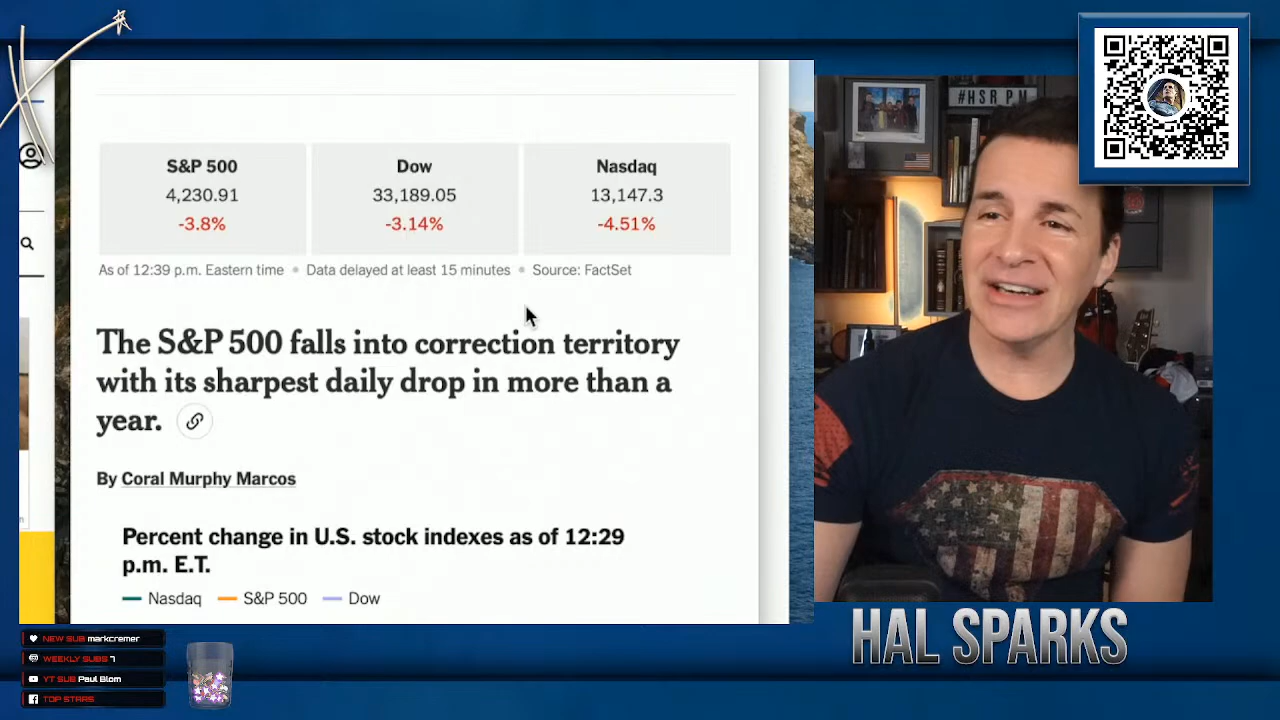 #HSR P M
S&P 500
4,230.91
-3.8%
Dow
33,189.05
-3.14%
Nasdaq
13,147.3
-4.51%
As of 12:39 p.m. Eastern time • Data delayed at least 15 minutes • Source: FactSet
The S&P 500 falls into correction territory
with its sharpest daily drop in more than a
year.
By Coral Murphy Marcos
Percent change in U.S. stock indexes as of 12:29
p.m. E.T.
Nasdaq S&P 500 Dow
HAL SPARKS
NEW SUB markcremer
WEEKLY SUBS 7
YT SUB Paul Blom
TOP STARS